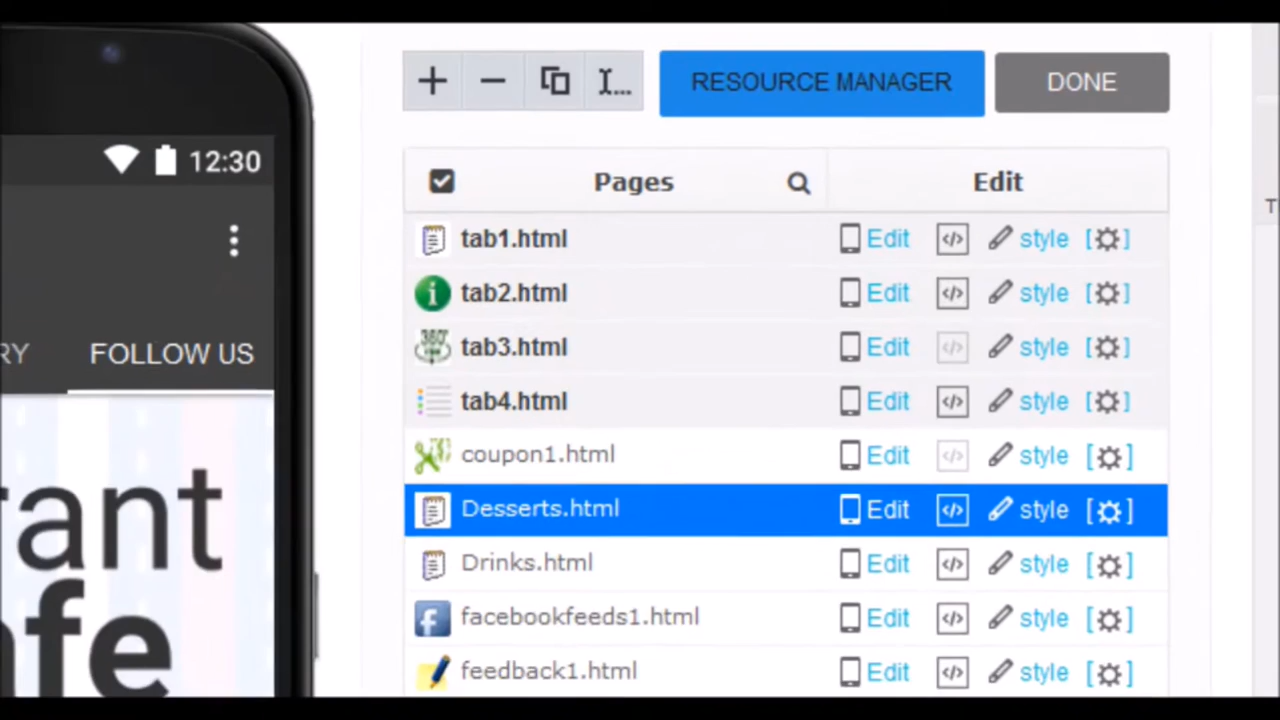 I...
RESOURCE MANAGER
DONE
12:30
Pages
Edit
tab1.html Edit </> style [ ]
tab2.html Edit </> style [ ]
360°
tab3.html Edit </> style [ ]
RY
FOLLOW US
tab4.html Edit </> style [ ]
coupon1.html Edit </> style [ ]
rant
Desserts.html Edit </> style [ ]
Drinks.html Edit </> style [ ]
afe
f
facebookfeeds1.html Edit </> style [ ]
feedback1.html Edit </> style [ ]
T